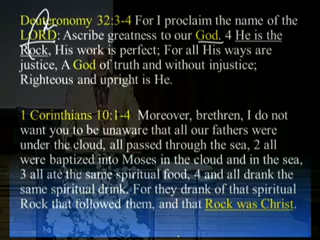 Deuteronomy 32:3-4 For I proclaim the name of the
LORD: Ascribe greatness to our God. 4 He is the
Rock, His work is perfect; For all His ways are
justice, A God of truth and without injustice;
Righteous and upright is He.
1 Corinthians 10:1-4 Moreover, brethren, I do not
want you to be unaware that all our fathers were
under the cloud, all passed through the sea, 2 all
were baptized into Moses in the cloud and in the sea,
3 all ate the same spiritual food, 4 and all drank the
same spiritual drink. For they drank of that spiritual
Rock that followed them, and that Rock was Christ.